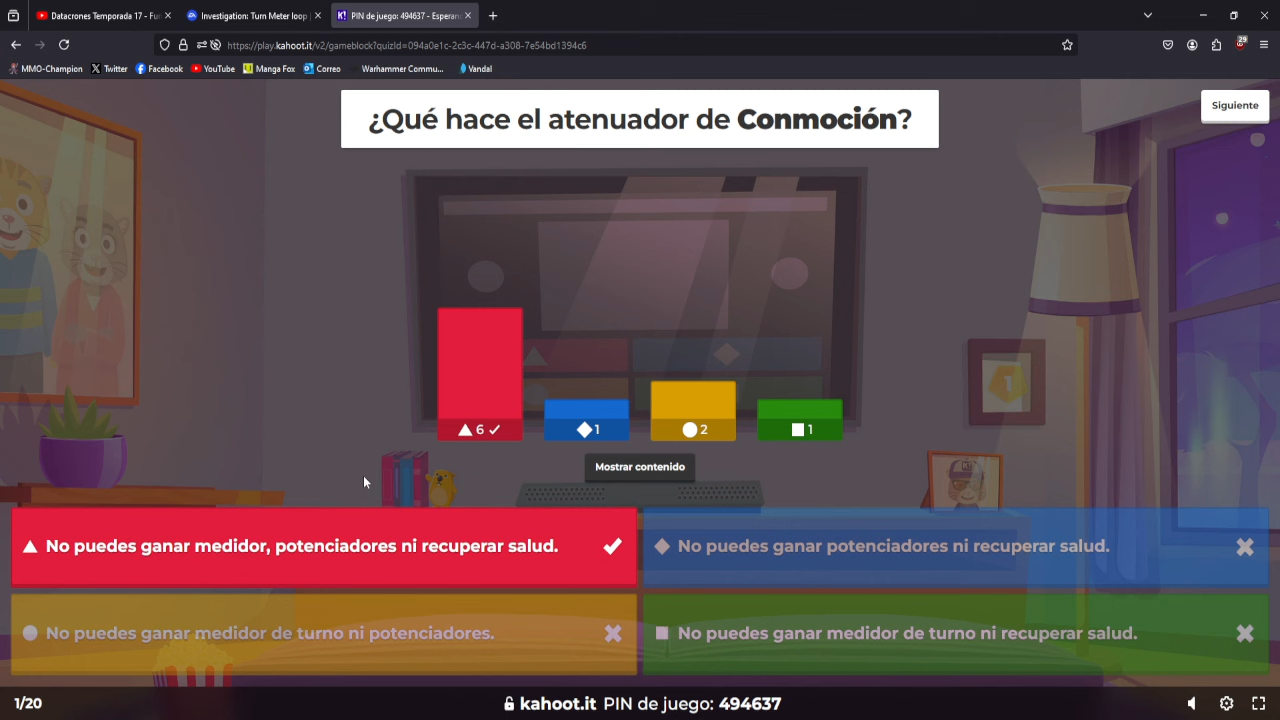 Datacrones Temporada 17 - Fu
Investigation: Turn Meter loop |
PIN de juego: 494637 - Esperan
https://play.kahoot.it/v2/gameblock?quizId=094a0e1c-2c3c-447d-a308-7e54bd1394c6
29
MMO-Champion
Twitter
Facebook
YouTube
Manga Fox
Correo
Warhammer Commu...
Vandal
¿Qué hace el atenuador de Conmoción?
Siguiente
6
1
2
1
Mostrar contenido
No puedes ganar medidor, potenciadores ni recuperar salud.
No puedes ganar potenciadores ni recuperar salud.
No puedes ganar medidor de turno ni potenciadores.
No puedes ganar medidor de turno ni recuperar salud.
1/20
kahoot.it PIN de juego: 494637